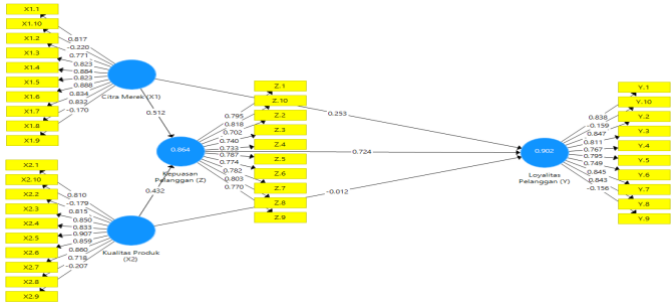 X1.1
X1.10
X1.2
X1.3
X1.4
X1.5
X1.6
X1.7
X1.8
X1.9
0.817
-0.220
0.771
0.823
0.884
0.823
0.888
0.834
0.832
-0.170
Citra Merek (X1)
0.512
X2.1
X2.10
X2.2
X2.3
X2.4
X2.5
X2.6
X2.7
X2.8
X2.9
0.810
-0.179
0.815
0.850
0.833
0.907
0.859
0.860
0.718
-0.207
Kualitas Produk
(X2)
0.432
0.864
Kepuasan
Pelanggan (Z)
0.795
0.818
0.702
0.740
0.733
0.787
0.774
0.782
0.803
0.770
Z.1
Z.10
Z.2
Z.3
Z.4
Z.5
Z.6
Z.7
Z.8
Z.9
0.253
0.724
-0.012
0.902
Loyalitas
Pelanggan (Y)
0.838
-0.159
0.847
0.811
0.767
0.795
0.749
0.845
0.843
-0.156
Y.1
Y.10
Y.2
Y.3
Y.4
Y.5
Y.6
Y.7
Y.8
Y.9